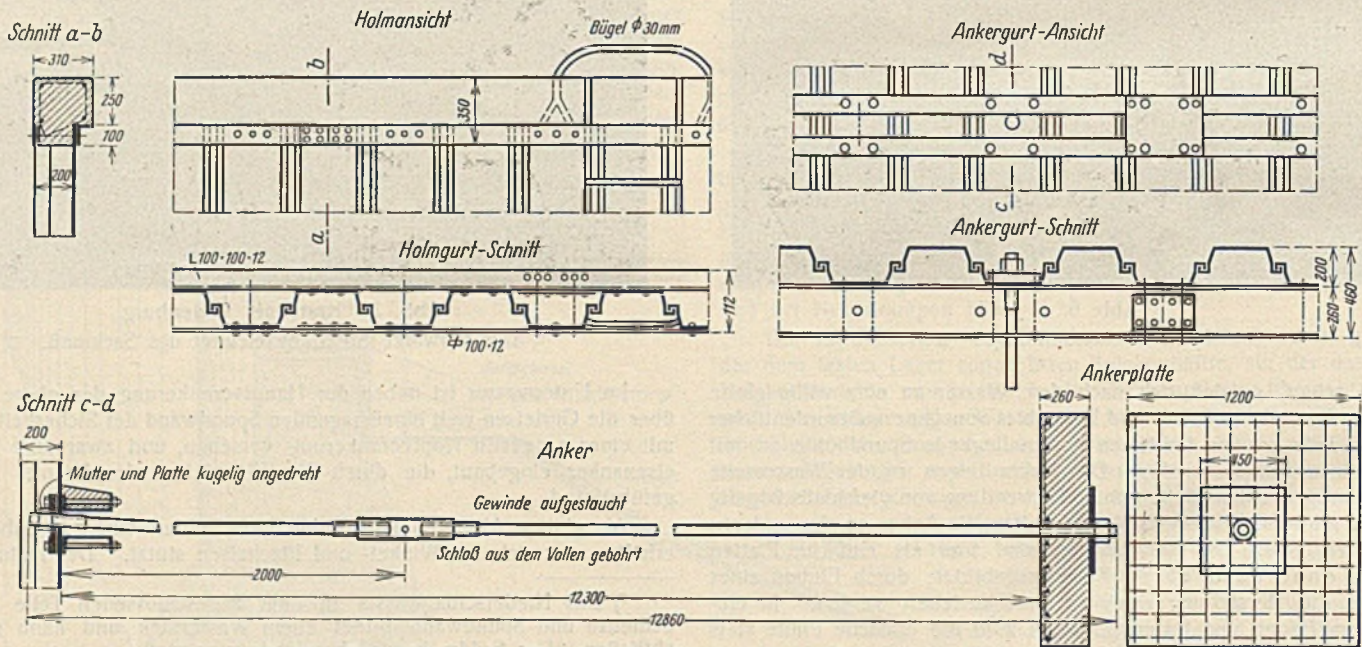 Schnitt a-b
310
250
100
200
Holmansicht
b
350
a
Bügel ϕ 30mm
Holmgurt-Schnitt
L 100·100·12
112
100·12
Ankergurt-Ansicht
d
c
Ankergurt-Schnitt
200
260
460
Schnitt c-d
200
Mutter und Platte kugelig angedreht
Anker
Gewinde aufgestaucht
Schloß aus dem Vollen gebohrt
2000
12300
12860
Ankerplatte
260
1200
450